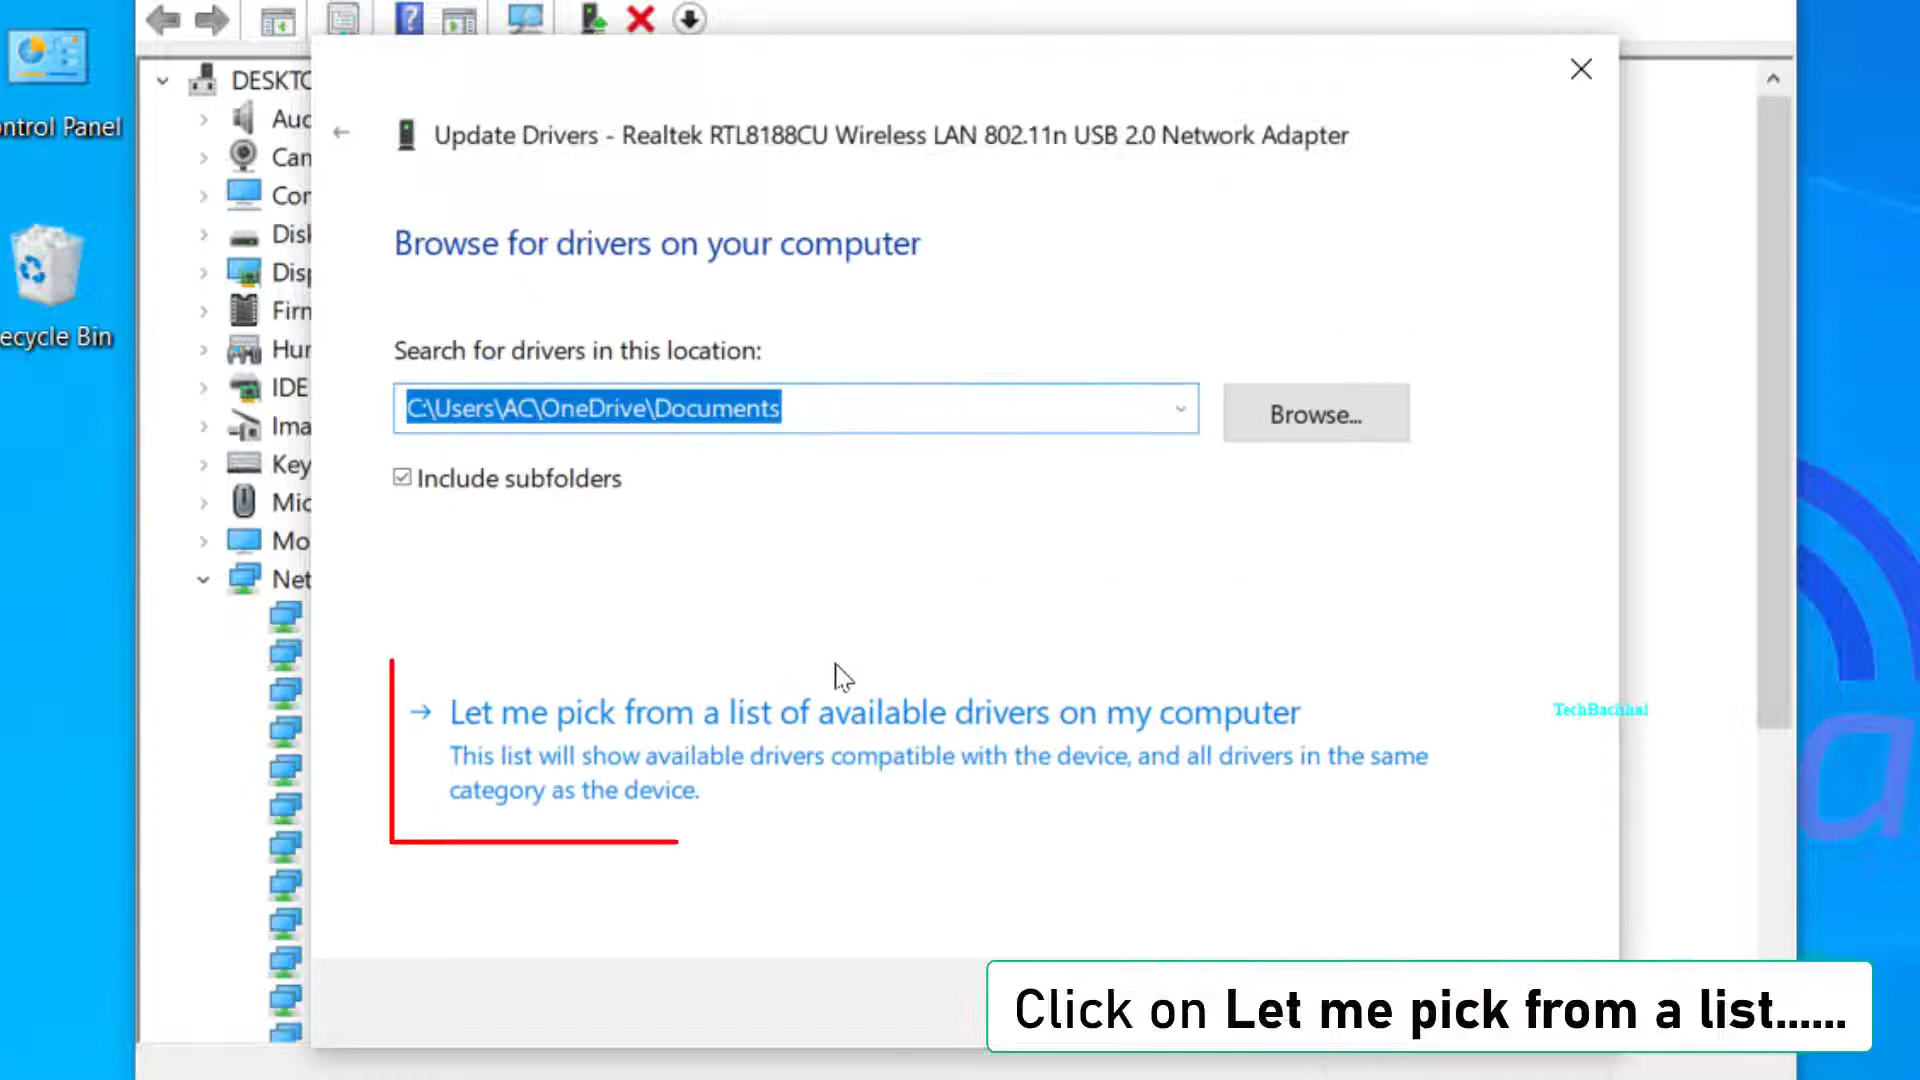 ntrol Panel
ecycle Bin
DESKTO
Aud
Can
Con
Disk
Disp
Firn
Hur
IDE
Ima
Key
Mic
Mo
Net
Update Drivers - Realtek RTL8188CU Wireless LAN 802.11n USB 2.0 Network Adapter
Browse for drivers on your computer
Search for drivers in this location:
C:\Users\AC\OneDrive\Documents
Browse...
Include subfolders
Let me pick from a list of available drivers on my computer
This list will show available drivers compatible with the device, and all drivers in the same
category as the device.
TechBachhal
a
Click on Let me pick from a list......